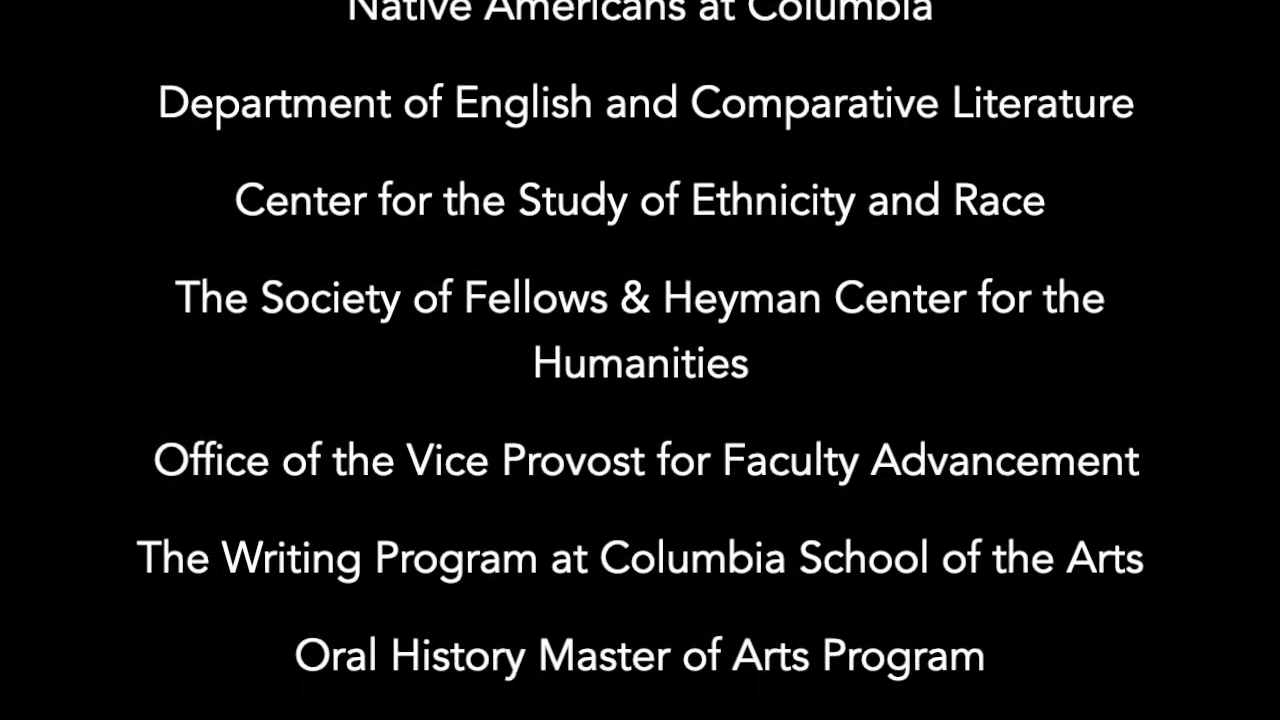 Native Americans at Columbia
Department of English and Comparative Literature
Center for the Study of Ethnicity and Race
The Society of Fellows & Heyman Center for the
Humanities
Office of the Vice Provost for Faculty Advancement
The Writing Program at Columbia School of the Arts
Oral History Master of Arts Program